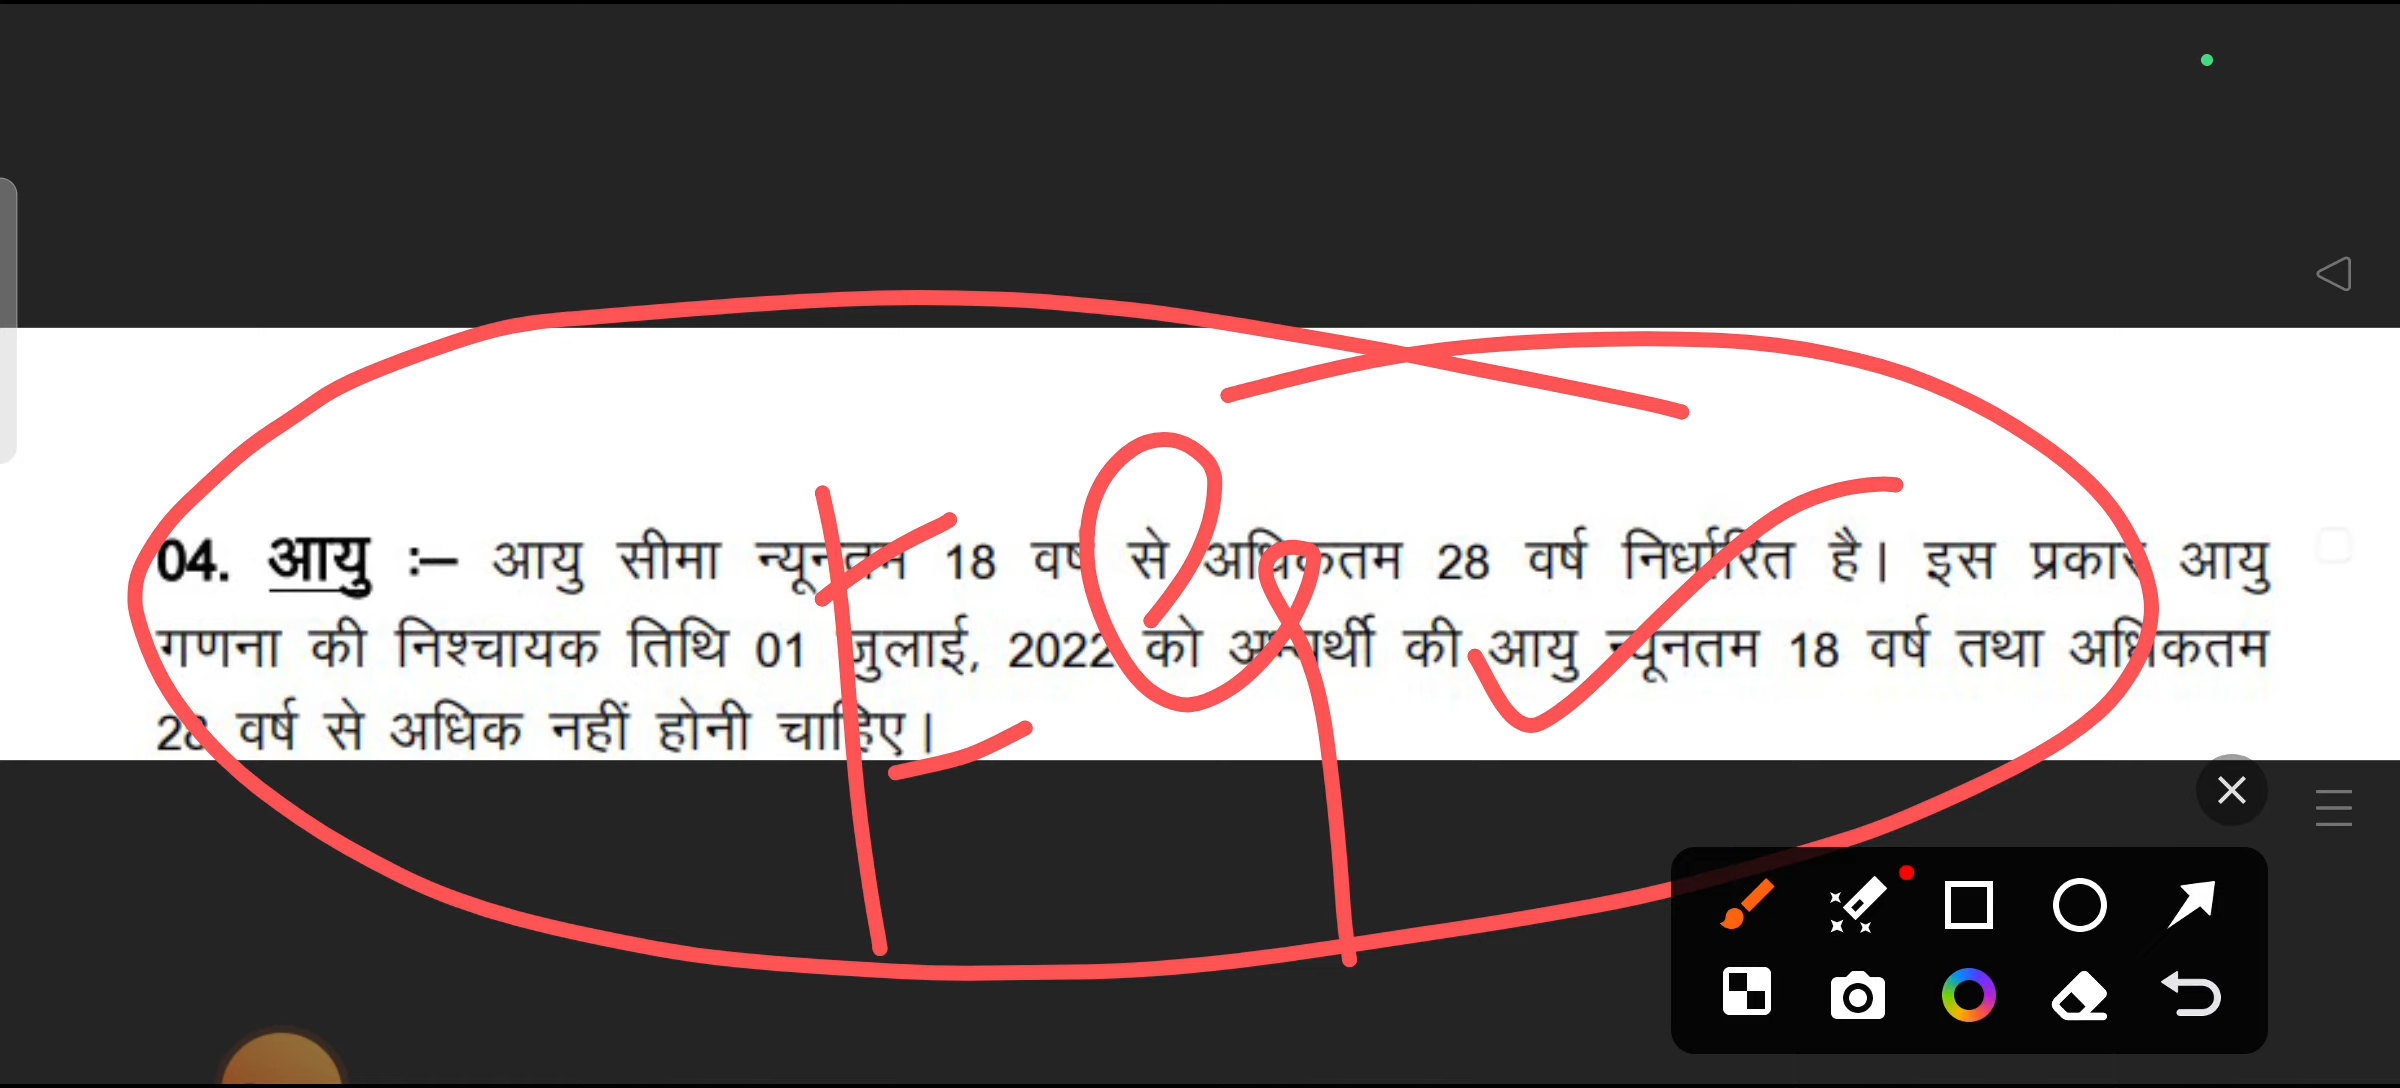 04. आयु :– आयु सीमा न्यूनतम 18 वर्ष से अधिकतम 28 वर्ष निर्धारित है। इस प्रकार आयु
गणना की निश्चायक तिथि 01 जुलाई, 2022 को अभ्यर्थी की आयु न्यूनतम 18 वर्ष तथा अधिकतम
28 वर्ष से अधिक नहीं होनी चाहिए।